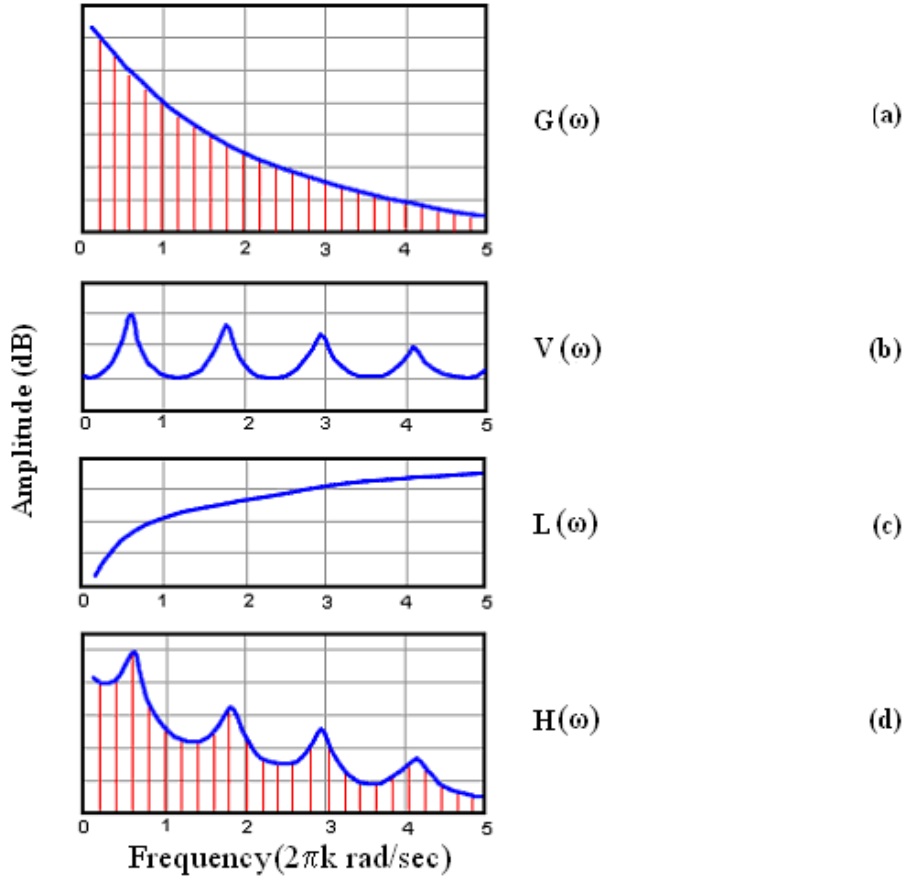 G(ω) (a)
0 1 2 3 4 5
V(ω) (b)
0 1 2 3 4 5
Amplitude (dB)
L(ω) (c)
0 1 2 3 4 5
H(ω) (d)
0 1 2 3 4 5
Frequency(2πk rad/sec)